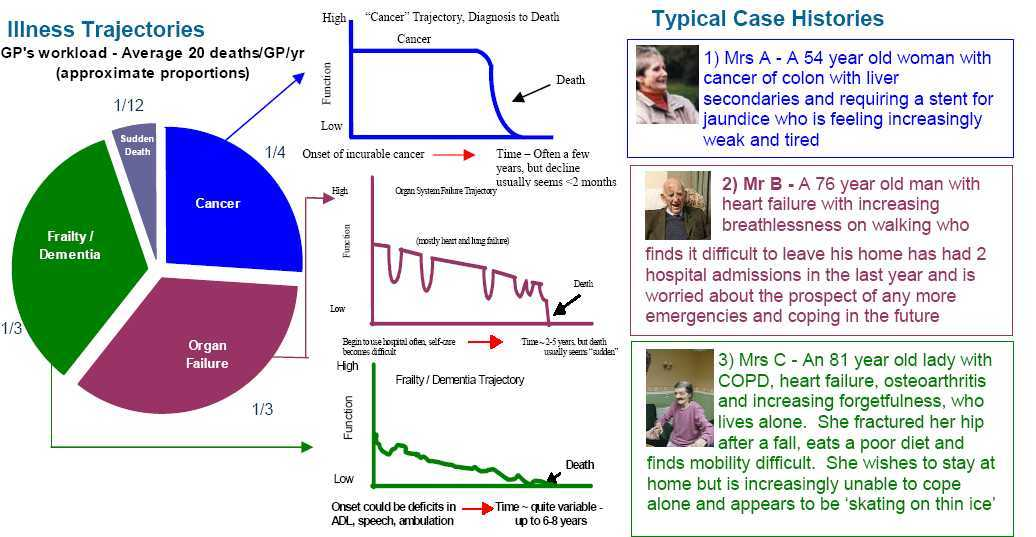 Illness Trajectories
GP's workload - Average 20 deaths/GP/yr
(approximate proportions)
1/12
Sudden
Death
1/4
Cancer
Frailty /
Dementia
1/3
Organ
Failure
1/3
High
"Cancer" Trajectory, Diagnosis to Death
Cancer
Function
Death
Low
Onset of incurable cancer
Time – Often a few
years, but decline
usually seems <2 months
High
Organ System Failure Trajectory
Function
(mostly heart and lung failure)
Death
Low
Begin to use hospital often, self-care
becomes difficult
Time ~ 2-5 years, but death
usually seems "sudden"
High
Frailty / Dementia Trajectory
Function
Death
Low
Onset could be deficits in
ADL, speech, ambulation
Time ~ quite variable -
up to 6-8 years
Typical Case Histories
1) Mrs A - A 54 year old woman with
cancer of colon with liver
secondaries and requiring a stent for
jaundice who is feeling increasingly
weak and tired
2) Mr B - A 76 year old man with
heart failure with increasing
breathlessness on walking who
finds it difficult to leave his home has had 2
hospital admissions in the last year and is
worried about the prospect of any more
emergencies and coping in the future
3) Mrs C - An 81 year old lady with
COPD, heart failure, osteoarthritis
and increasing forgetfulness, who
lives alone.  She fractured her hip
after a fall, eats a poor diet and
finds mobility difficult.  She wishes to stay at
home but is increasingly unable to cope
alone and appears to be 'skating on thin ice'